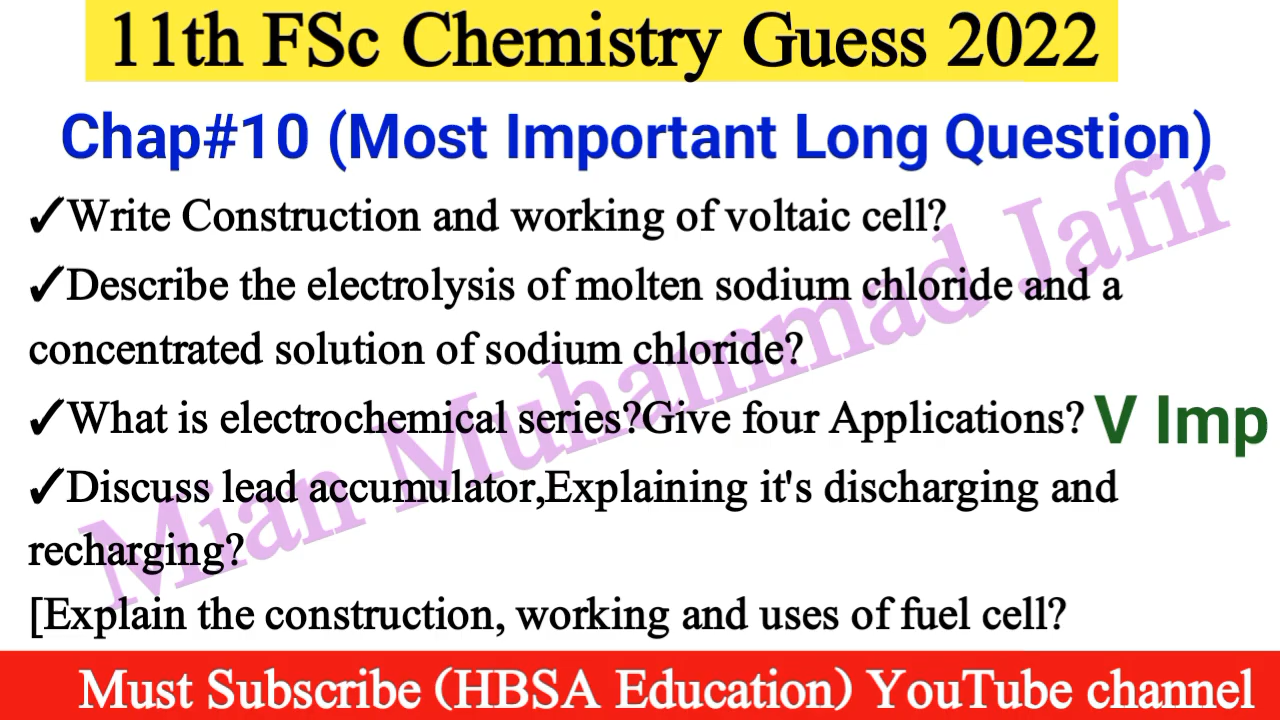 11th FSc Chemistry Guess 2022
Chap#10 (Most Important Long Question)
✓Write Construction and working of voltaic cell?
✓Describe the electrolysis of molten sodium chloride and a
concentrated solution of sodium chloride?
✓What is electrochemical series?Give four Applications? V Imp
✓Discuss lead accumulator,Explaining it's discharging and
recharging?
[Explain the construction, working and uses of fuel cell?
Mian Muhammad Jafir
Must Subscribe (HBSA Education) YouTube channel